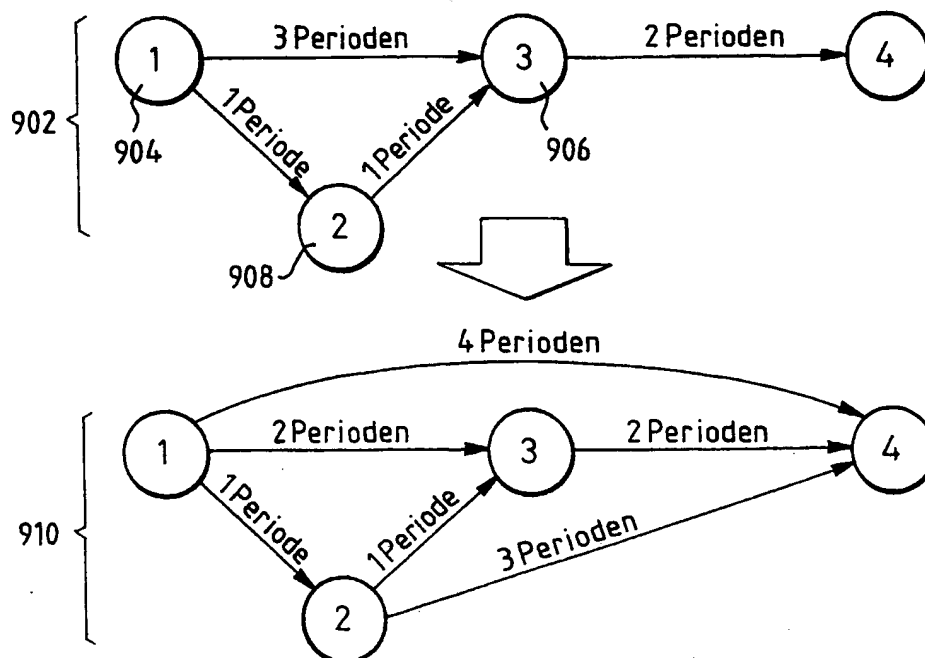 3 Perioden
2 Perioden
1
3
4
902
904
1 Periode
1 Periode
906
2
908
4 Perioden
1
2 Perioden
3
2 Perioden
4
910
1 Periode
1 Periode
3 Perioden
2